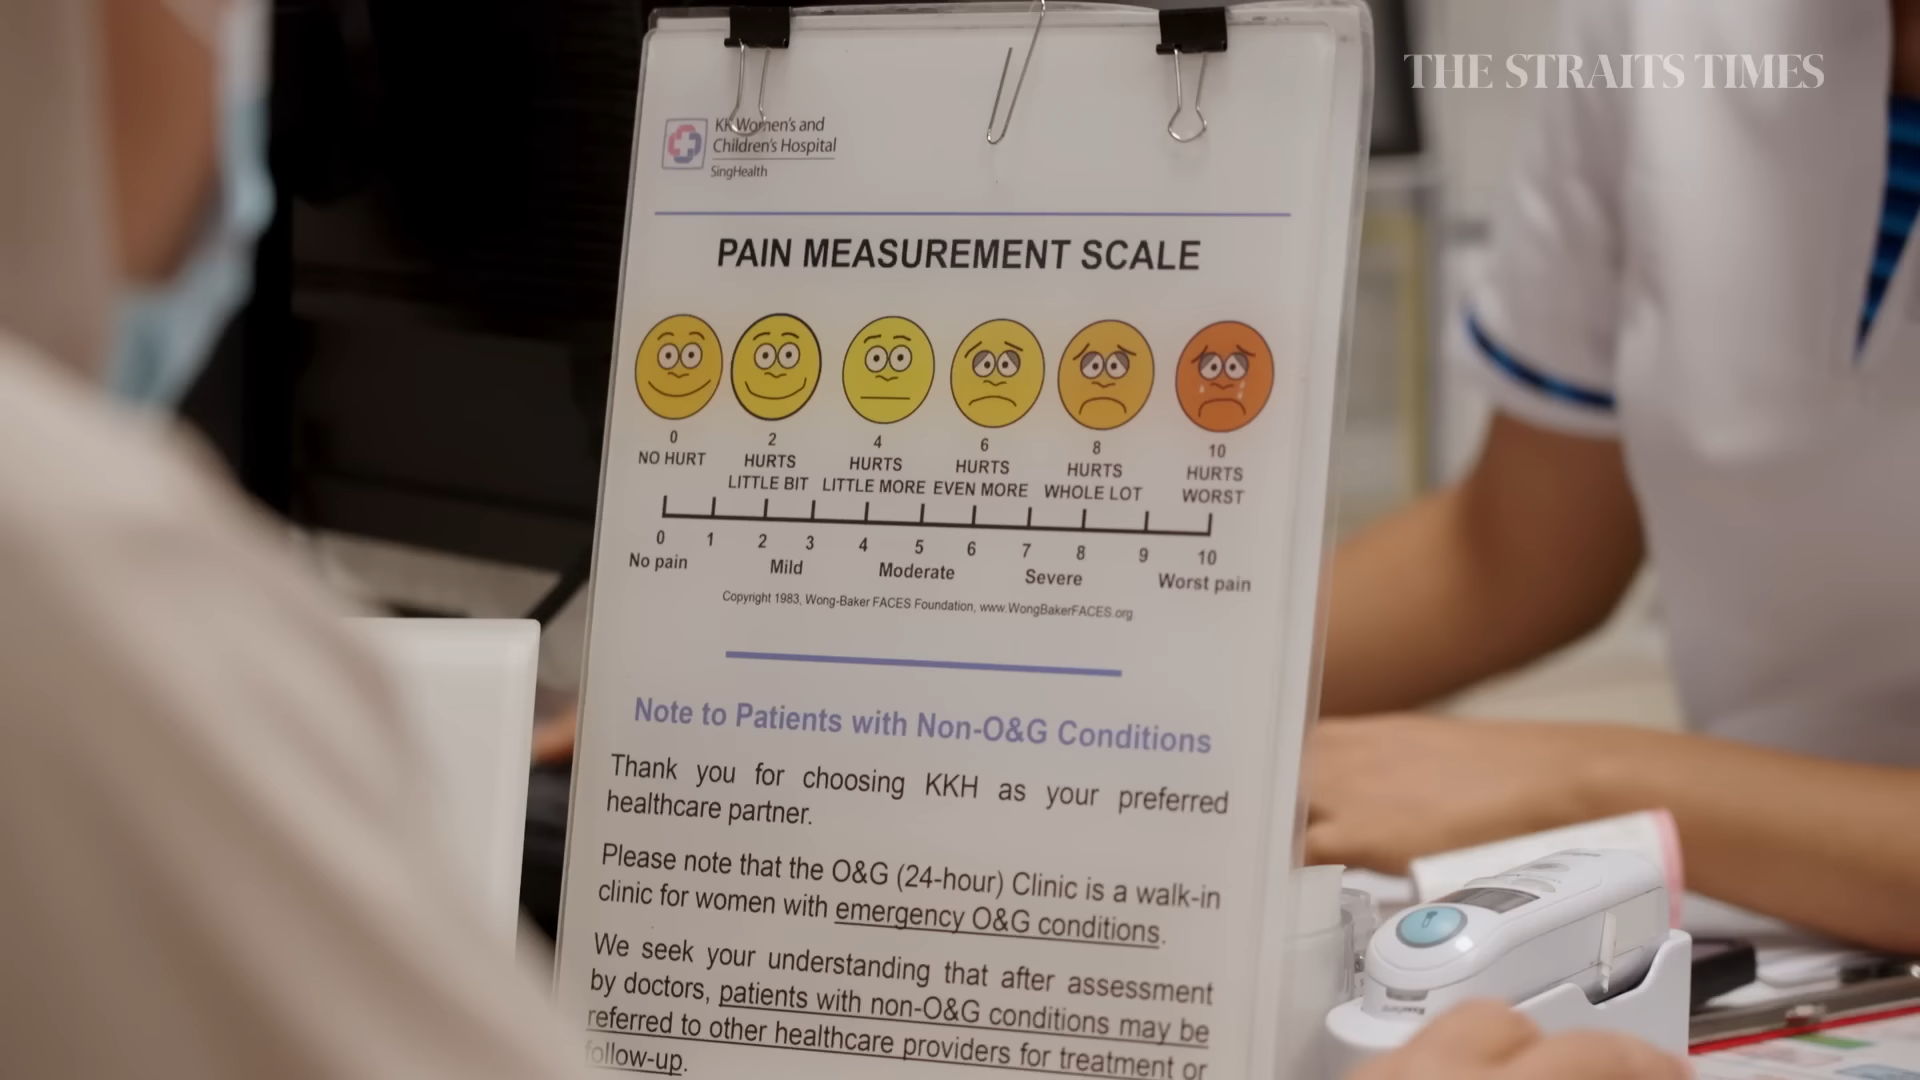 THE STRAITS TIMES
KK Women's and
Children's Hospital
SingHealth
PAIN MEASUREMENT SCALE
0 2 4 6 8 10
NO HURT HURTS HURTS HURTS HURTS HURTS
LITTLE BIT LITTLE MORE EVEN MORE WHOLE LOT WORST
0 1 2 3 4 5 6 7 8 9 10
No pain Mild Moderate Severe Worst pain
Copyright 1983, Wong-Baker FACES Foundation, www.WongBakerFACES.org
Note to Patients with Non-O&G Conditions
Thank you for choosing KKH as your preferred
healthcare partner.
Please note that the O&G (24-hour) Clinic is a walk-in
clinic for women with emergency O&G conditions.
We seek your understanding that after assessment
by doctors, patients with non-O&G conditions may be
referred to other healthcare providers for treatment or
follow-up.